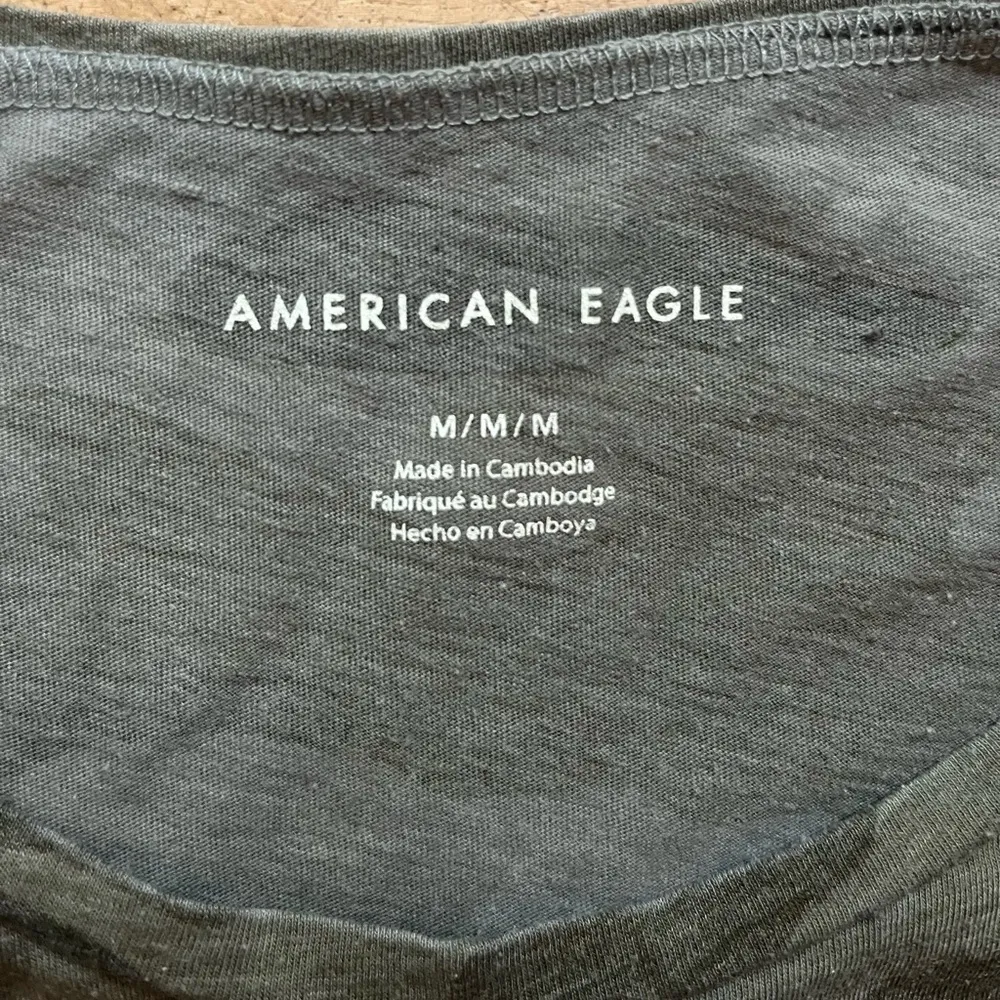 AMERICAN EAGLE
M/M/M
Made in Cambodia
Fabriqué au Cambodge
Hecho en Camboya